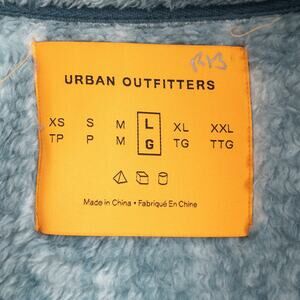 URBAN OUTFITTERS
XS S M L XL XXL
TP P M G TG TTG
Made in China • Fabriqué En Chine